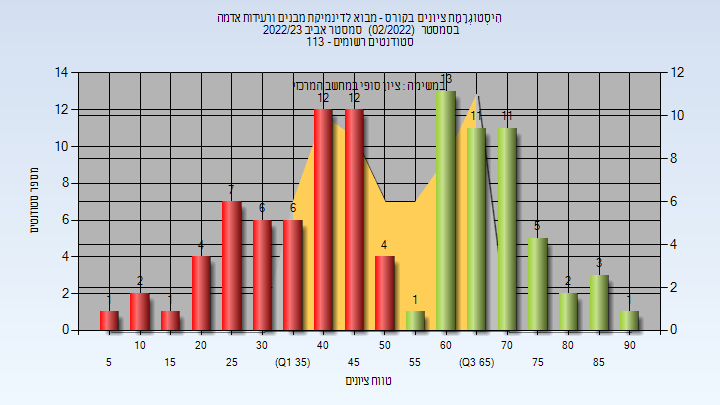 היסטוגרמת ציונים בקורס - מבוא לדינמיקת מבנים ורעידות אדמה
בסמסטר (02/2022) סמסטר אביב 2022/23
סטודנטים רשומים - 113
במשימה : ציון סופי במחשב המרכזי
14 12 10 8 6 4 2 0
12 10 8 6 4 2 0
מספר סטודנטים
1 2 1 4 7 6 6 12 12 4 1 13 11 11 5 2 3 1
10 20 30 40 50 60 70 80 90
5 15 25 (Q1 35) 45 55 (Q3 65) 75 85
טווח ציונים